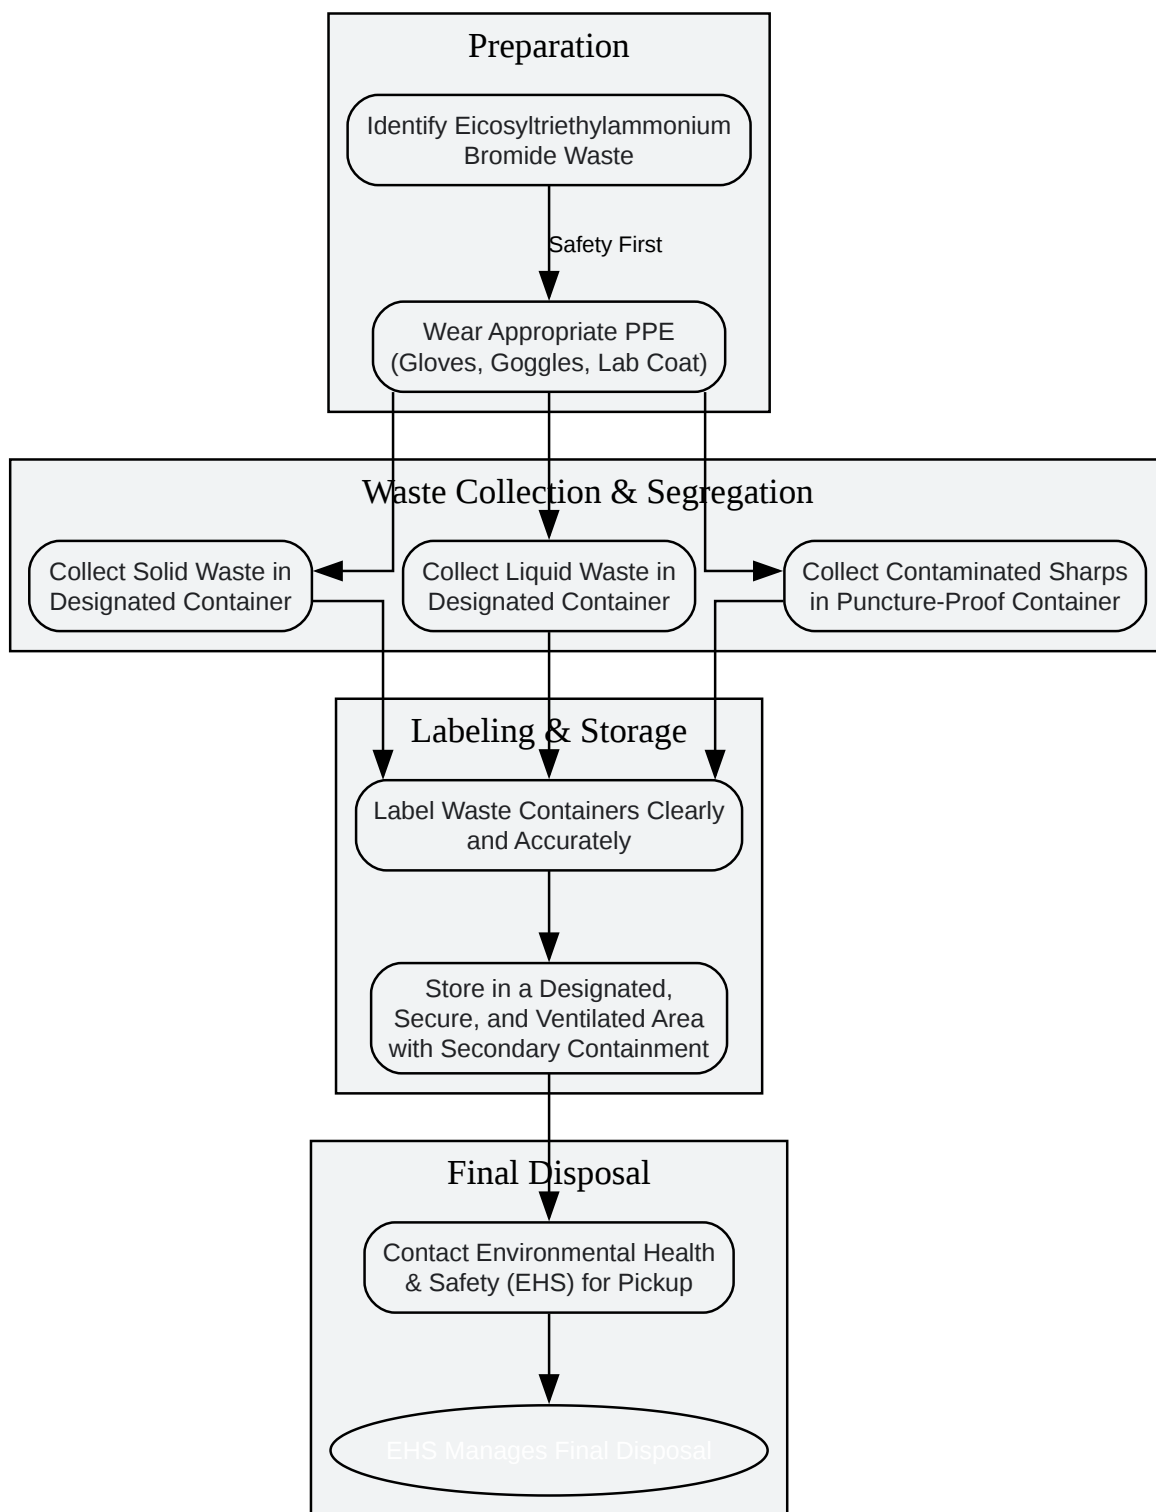 Preparation
Identify Eicosyltriethylammonium
Bromide Waste
Safety First
Wear Appropriate PPE
(Gloves, Goggles, Lab Coat)
Waste Collection & Segregation
Collect Solid Waste in
Designated Container
Collect Liquid Waste in
Designated Container
Collect Contaminated Sharps
in Puncture-Proof Container
Labeling & Storage
Label Waste Containers Clearly
and Accurately
Store in a Designated,
Secure, and Ventilated Area
with Secondary Containment
Final Disposal
Contact Environmental Health
& Safety (EHS) for Pickup
EHS Manages Final Disposal